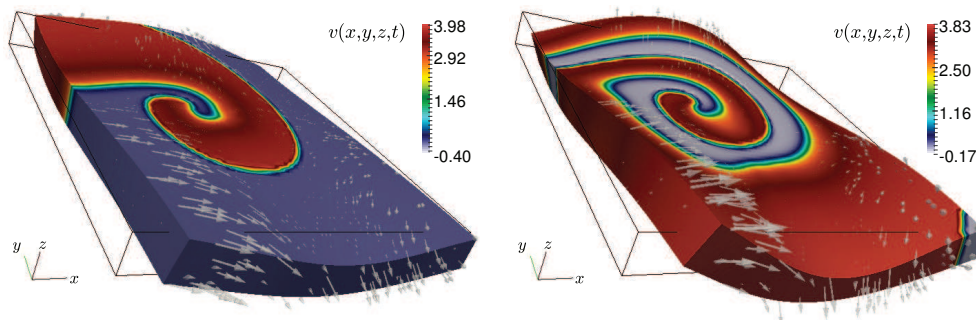 v(x,y,z,t)
3.98
2.92
1.46
-0.40
y z
x
v(x,y,z,t)
3.83
2.50
1.16
-0.17
y z
x